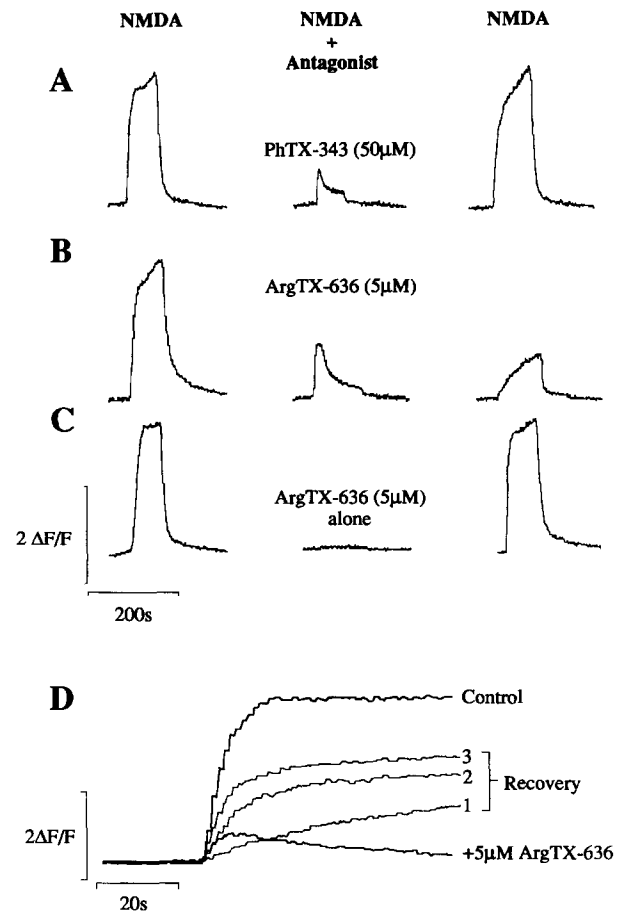 NMDA
NMDA
+
Antagonist
NMDA
A
PhTX-343 (50µM)
B
ArgTX-636 (5µM)
C
ArgTX-636 (5µM)
alone
2 ΔF/F
200s
D
Control
3
2
1
Recovery
+5µM ArgTX-636
2ΔF/F
20s